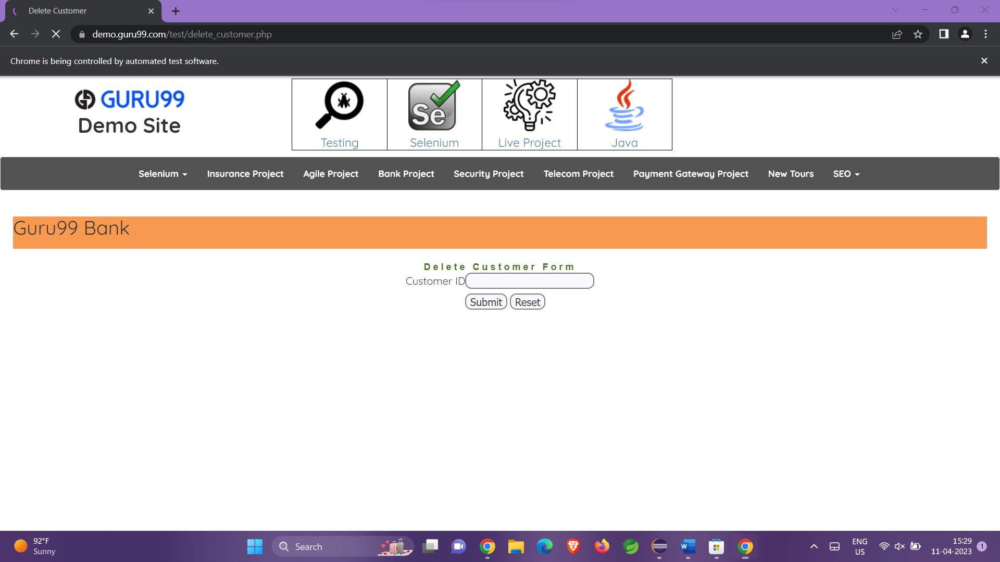 Delete Customer
demo.guru99.com/test/delete_customer.php
Chrome is being controlled by automated test software.
GURU99
Demo Site
Testing
Se
Selenium
Live Project
Java
Selenium Insurance Project Agile Project Bank Project Security Project Telecom Project Payment Gateway Project New Tours SEO
Guru99 Bank
Delete Customer Form
Customer ID
Submit Reset
92°F
Sunny
Search
W
ENG
US
15:29
11-04-2023
1